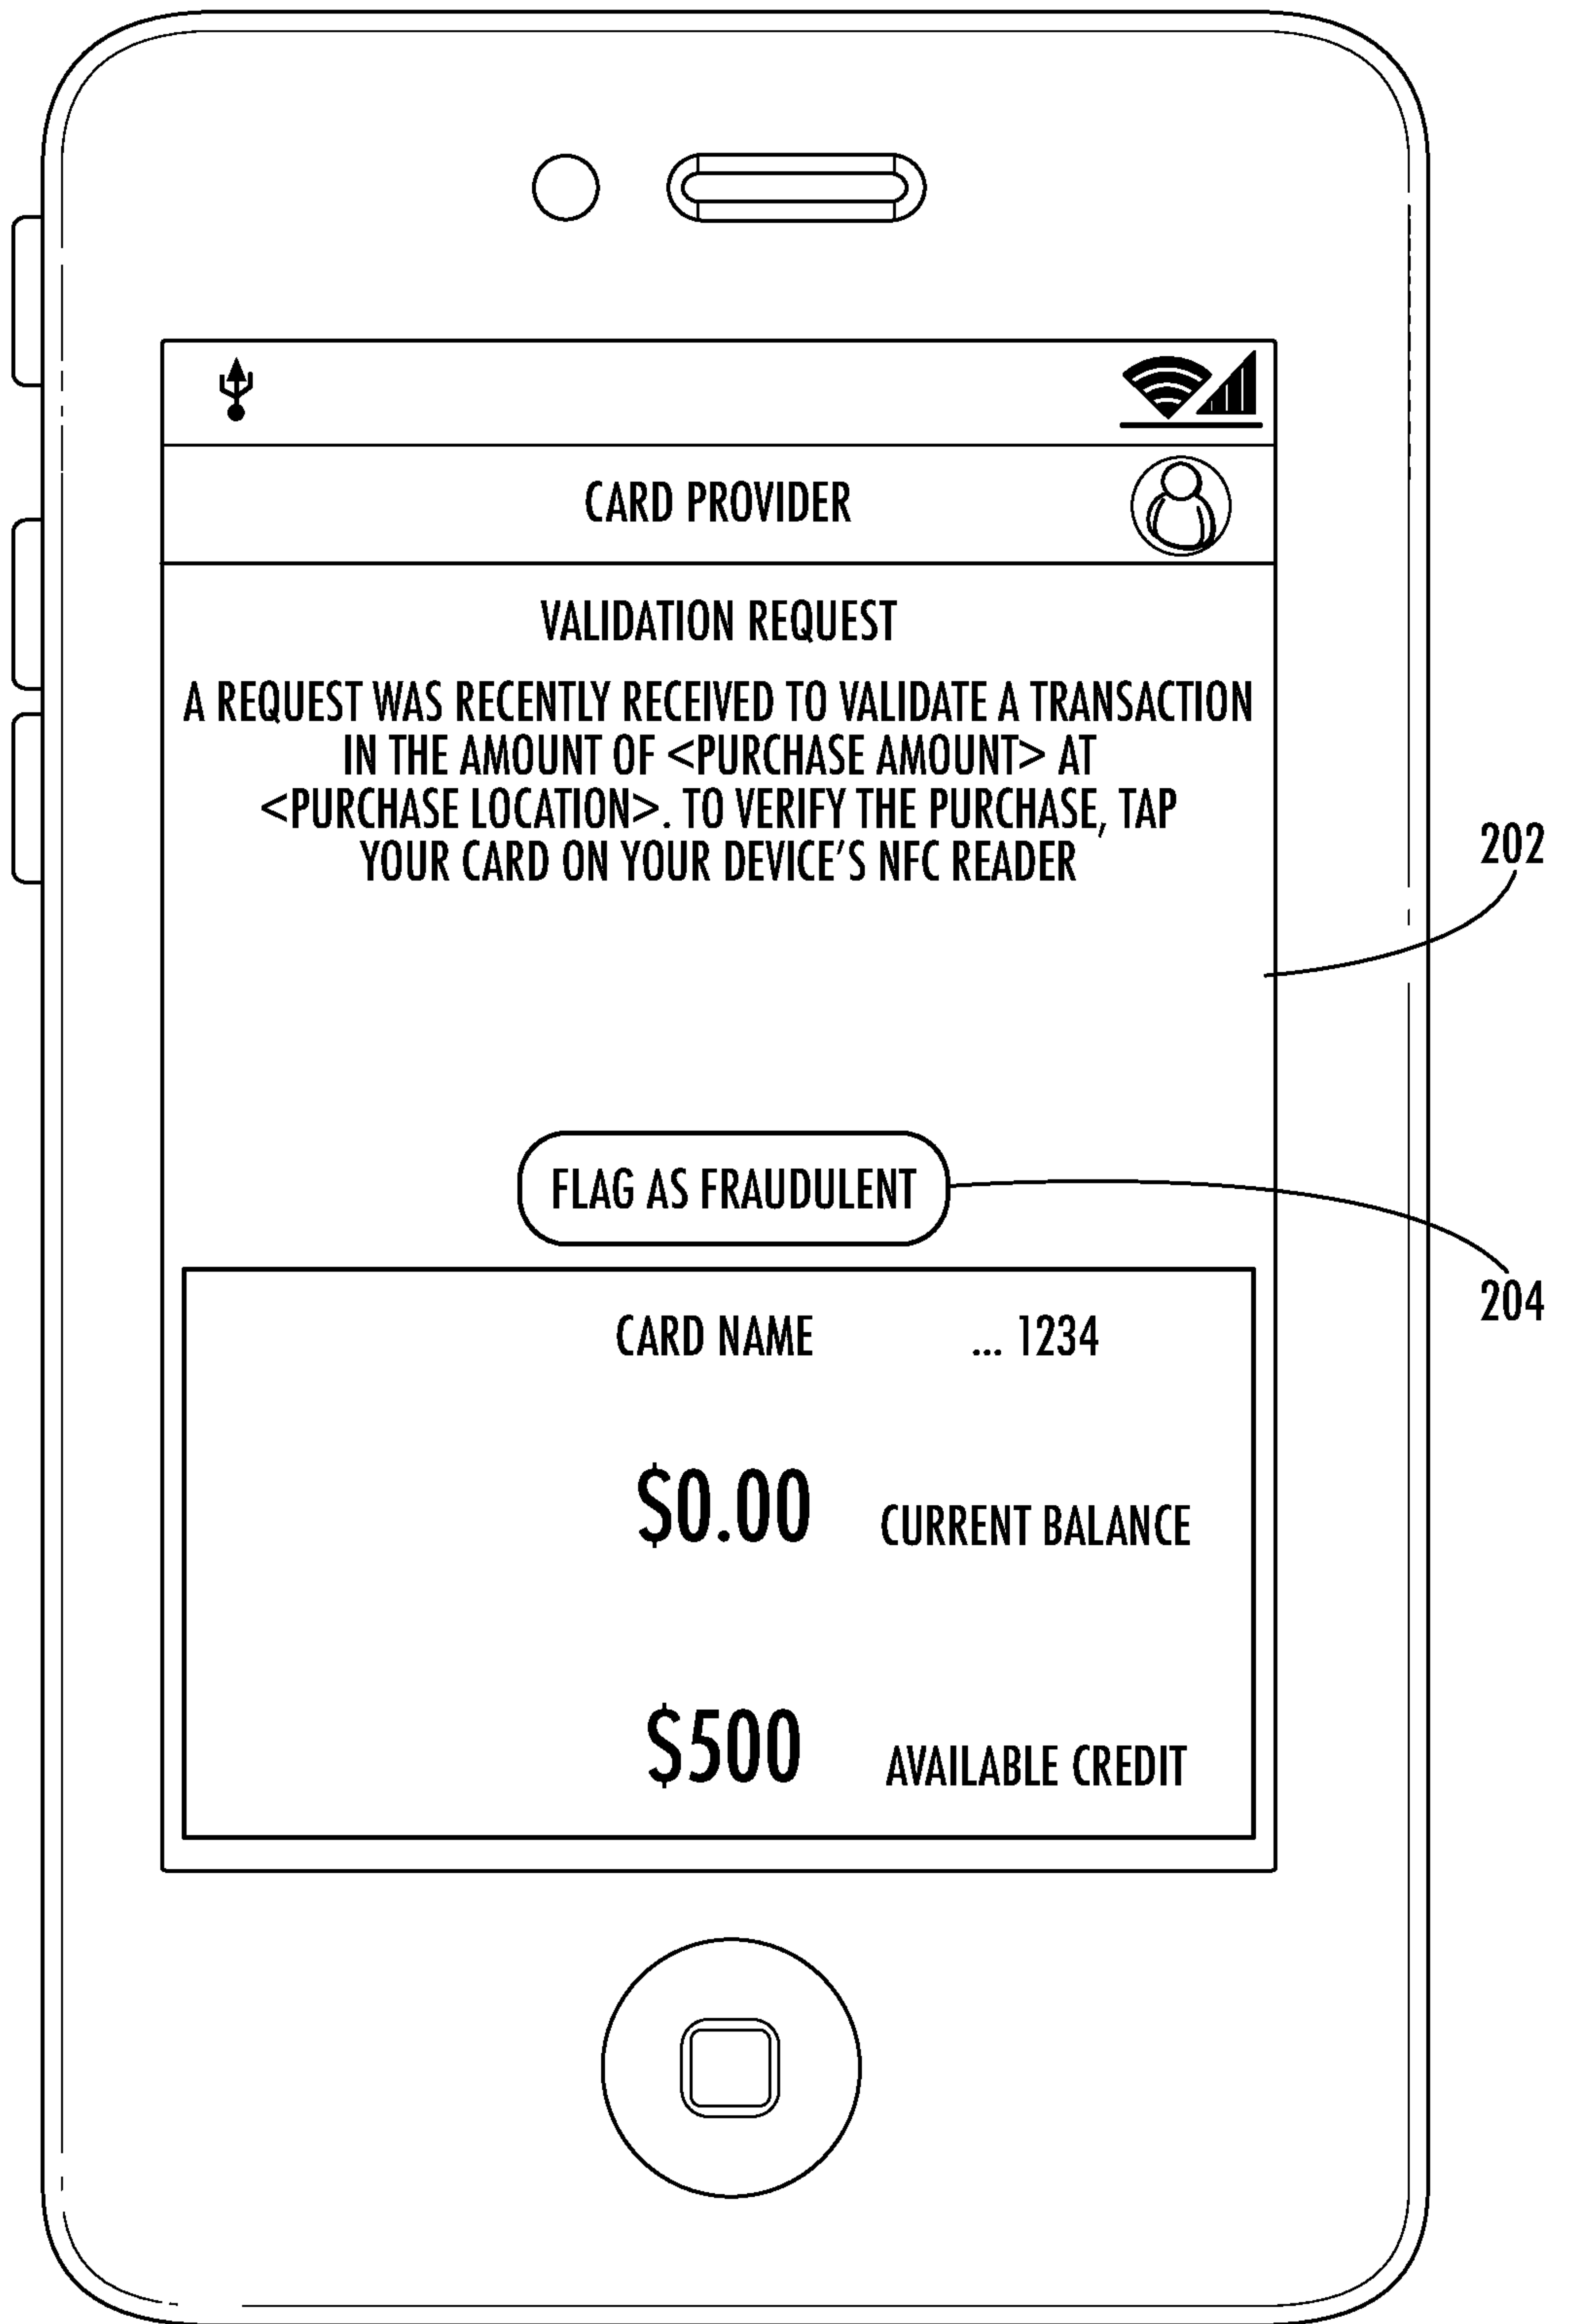 CARD PROVIDER
VALIDATION REQUEST
A REQUEST WAS RECENTLY RECEIVED TO VALIDATE A TRANSACTION
IN THE AMOUNT OF <PURCHASE AMOUNT> AT
<PURCHASE LOCATION>. TO VERIFY THE PURCHASE, TAP
YOUR CARD ON YOUR DEVICE'S NFC READER
202
FLAG AS FRAUDULENT
204
CARD NAME ... 1234
$0.00 CURRENT BALANCE
$500 AVAILABLE CREDIT